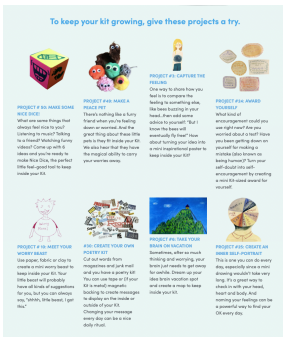 To keep your kit growing, give these projects a try.
PROJECT # 84: MAKE SOME
NICE DICE!
What are some things that
always feel nice to you?
Listening to music? Talking
to a friend? Watching funny
videos? Come up with 6
ideas and you're ready to
make Nice Dice, the perfect
little feel-good tool to keep
inside your Kit.
PROJECT #46: MAKE A
PEACE PET
There's nothing like a furry
friend when you're feeling
down or worried. And the
great thing about these little
pets is they fit inside your Kit.
We also hear that they have
the magical ability to carry
your worries away.
PROJECT #3: CAPTURE THE
FEELING
One way to share how you
feel is to compare the
feeling to something else,
like bees buzzing in your
head...then add some
advice to yourself. "But I
know the bees will
eventually fly free!" How
about turning your idea into
a mini inspirational poster to
keep inside your kit?
PROJECT #24: AWARD
YOURSELF
What kind of
encouragement could you
use right now? Are you
worried about a test? Have
you been getting down on
yourself for making a
mistake (also known as
being human)? Turn your
self-doubt into self-
encouragement by creating
a mini Kit-sized award for
yourself.
PROJECT # 16: MEET YOUR
WORRY BEAST
Use paper, fabric or clay to
create a mini worry beast to
keep inside your Kit. Your
little beast will probably
have all kinds of suggestions
for you, but you can always
say, "Ahhhh, little beast, I got
this."
#36: CREATE YOUR OWN
POETRY KIT
Cut out words from
magazines and junk mail
and you have a poetry kit!
You can use tape or (if your
Kit is metal) magnetic
backing to create messages
to display on the inside or
outside of your Kit.
Changing your message
every day can be a nice
daily ritual.
PROJECT #6: TAKE YOUR
BRAIN ON VACATION
Sometimes, after so much
thinking and worrying, your
brain just needs to get away
for awhile. Dream up your
idea brain vacation spot
and create a map to keep
inside your kit.
INNER SELF-PORTRAIT
This is one you can do every
day, especially since a mini
drawing wouldn't take very
long. It's a great way to
check in with your head,
heart and body. And
naming your feelings can be
a powerful way to find your
OK every day.